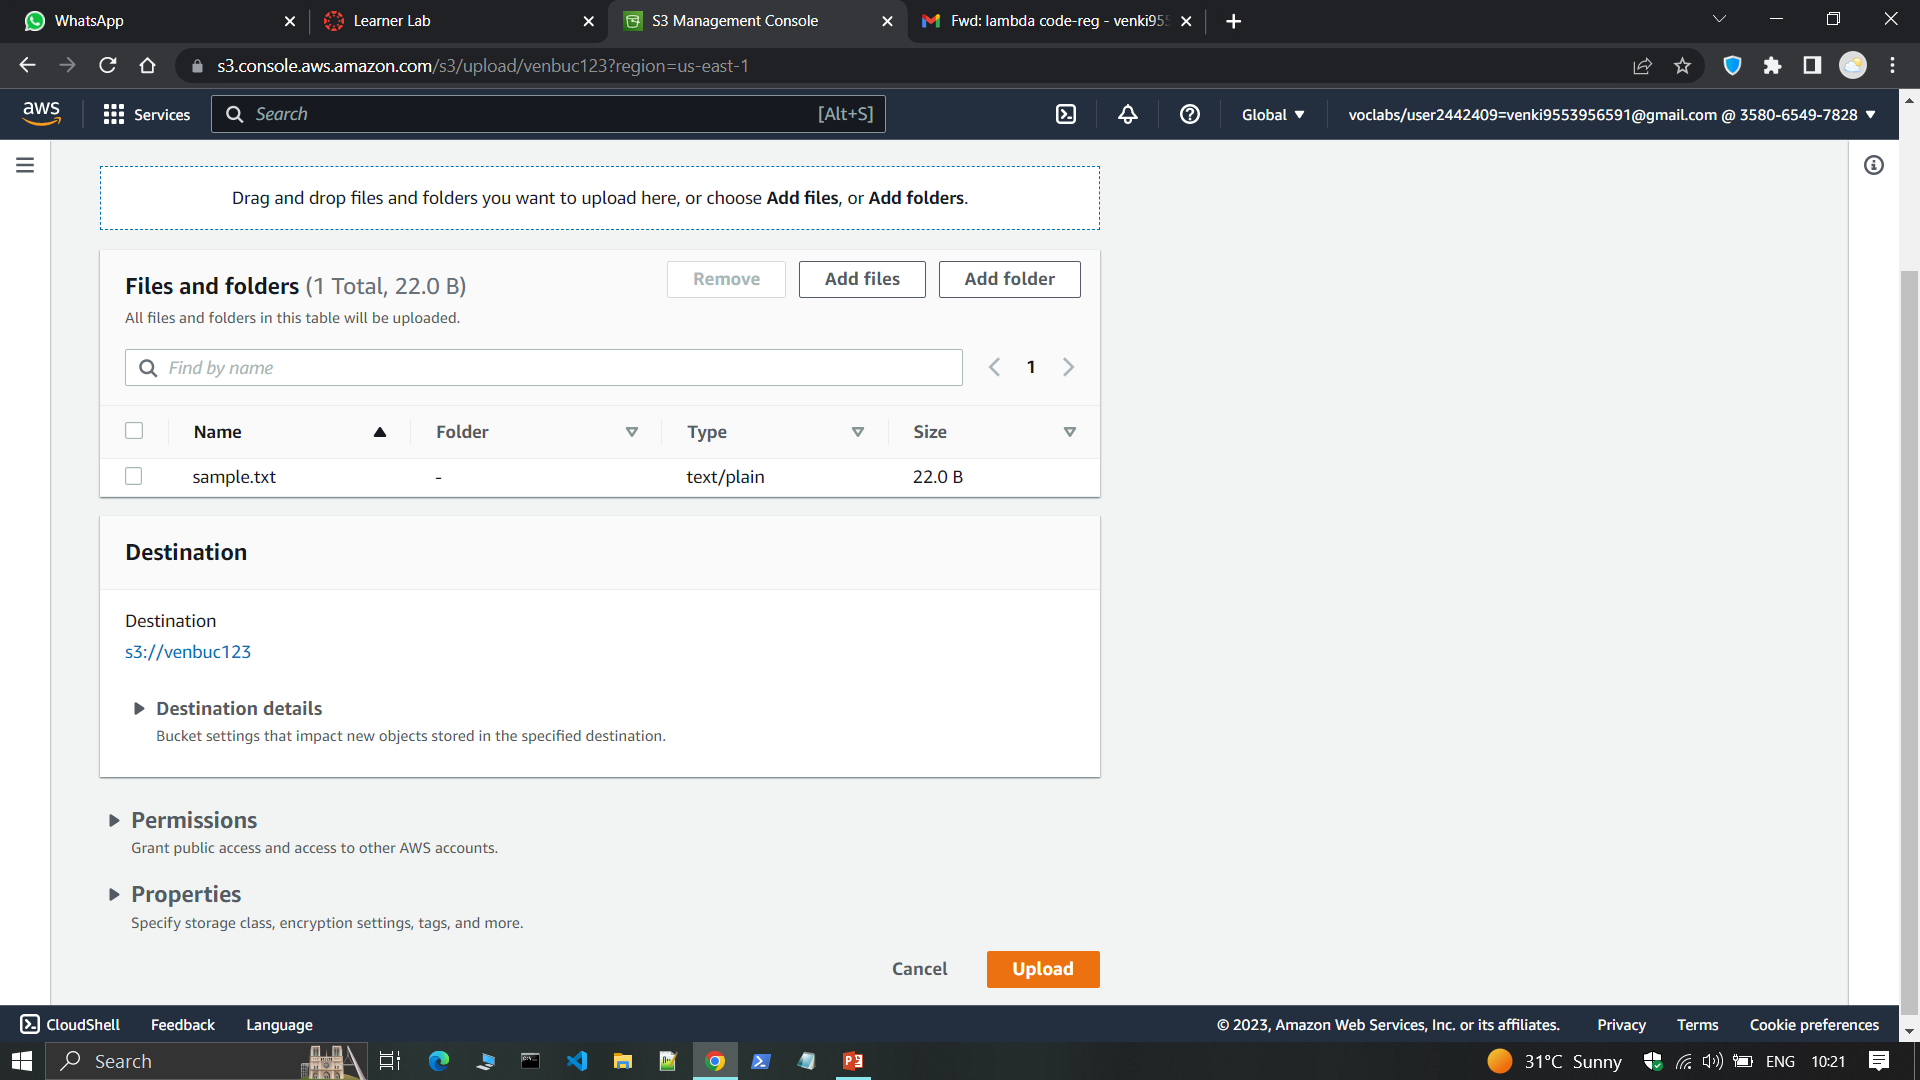 WhatsApp
Learner Lab
S3 Management Console
Fwd: lambda code-reg - venki955
s3.console.aws.amazon.com/s3/upload/venbuc123?region=us-east-1
aws
Services
Search
[Alt+S]
Global
voclabs/user2442409=venki9553956591@gmail.com @ 3580-6549-7828
Drag and drop files and folders you want to upload here, or choose Add files, or Add folders.
Files and folders (1 Total, 22.0 B)
Remove
Add files
Add folder
All files and folders in this table will be uploaded.
Find by name
1
Name
Folder
Type
Size
sample.txt
-
text/plain
22.0 B
Destination
Destination
s3://venbuc123
Destination details
Bucket settings that impact new objects stored in the specified destination.
Permissions
Grant public access and access to other AWS accounts.
Properties
Specify storage class, encryption settings, tags, and more.
Cancel
Upload
CloudShell
Feedback
Language
© 2023, Amazon Web Services, Inc. or its affiliates.
Privacy
Terms
Cookie preferences
Search
31°C Sunny
ENG
10:21